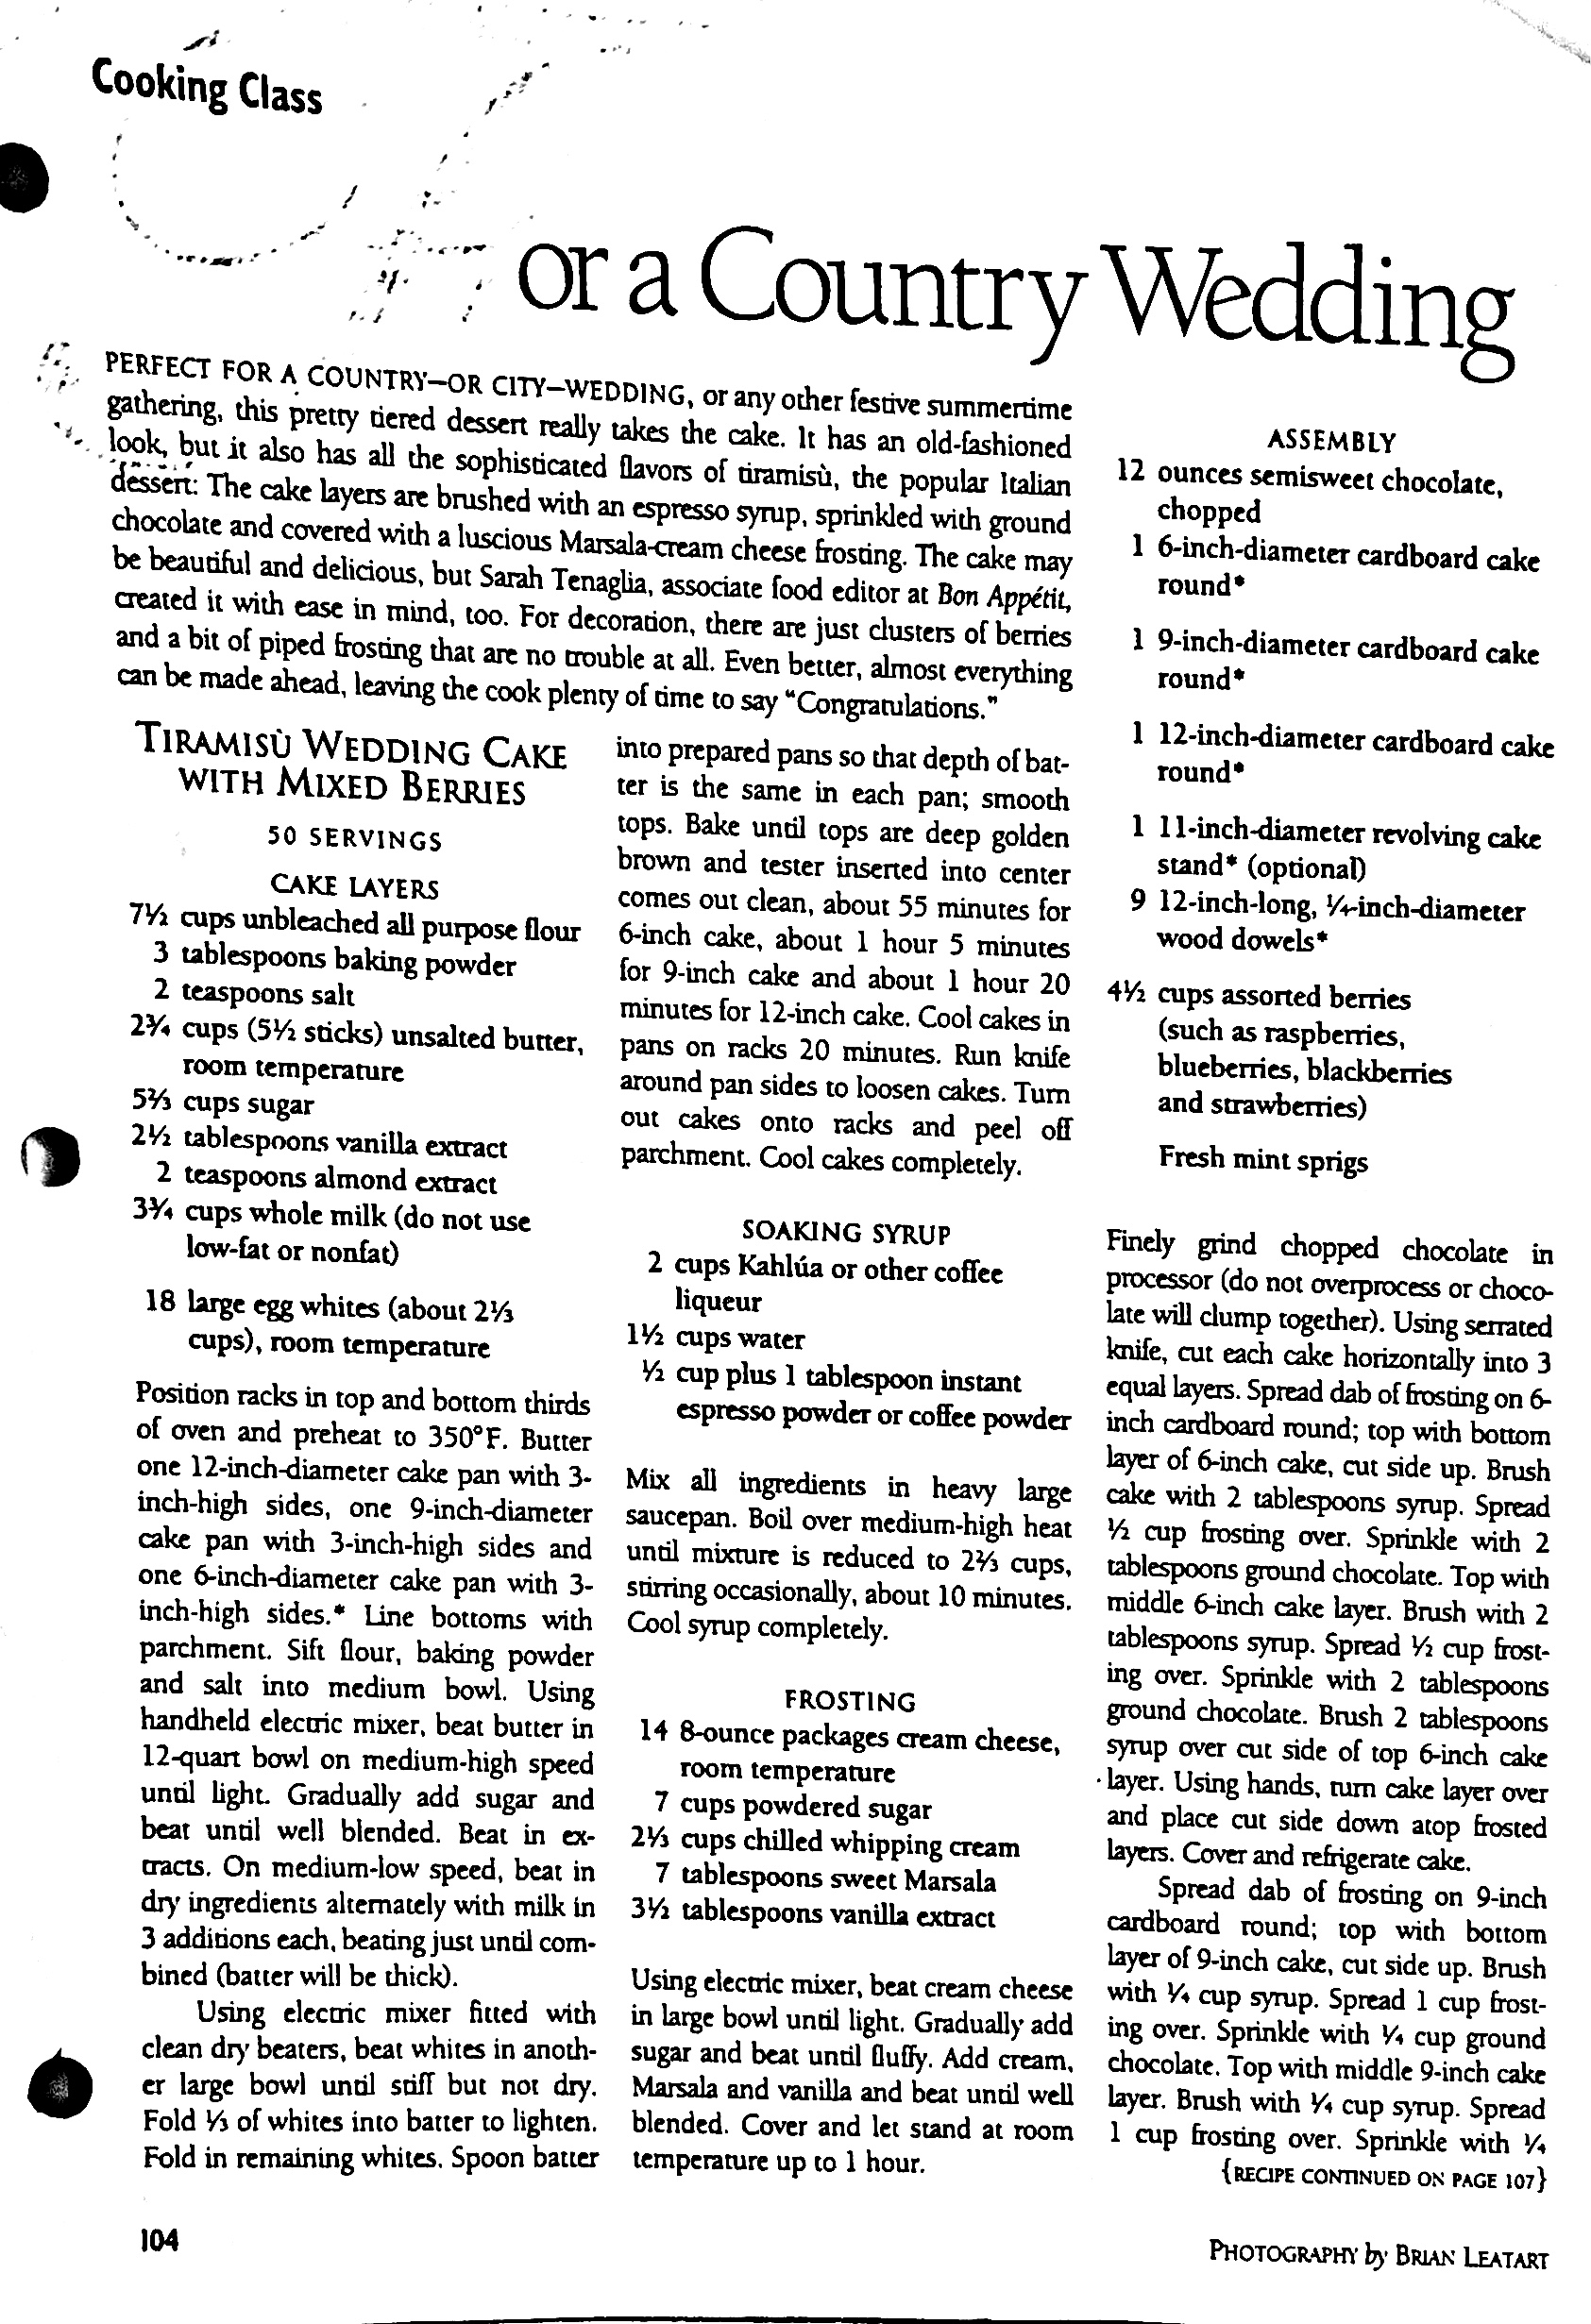 Cooking Class
or a Country Wedding
PERFECT FOR A COUNTRY—OR CITY—WEDDING, or any other festive summertime
gathering, this pretty tiered dessert really takes the cake. It has an old-fashioned
look, but it also has all the sophisticated flavors of tiramisù, the popular Italian
dessert: The cake layers are brushed with an espresso syrup, sprinkled with ground
chocolate and covered with a luscious Marsala-cream cheese frosting. The cake may
be beautiful and delicious, but Sarah Tenaglia, associate food editor at Bon Appétit,
created it with ease in mind, too. For decoration, there are just clusters of berries
and a bit of piped frosting that are no trouble at all. Even better, almost everything
can be made ahead, leaving the cook plenty of time to say “Congratulations.”
TIRAMISÙ WEDDING CAKE
WITH MIXED BERRIES
50 SERVINGS
CAKE LAYERS
7½ cups unbleached all purpose flour
3 tablespoons baking powder
2 teaspoons salt
2¾ cups (5½ sticks) unsalted butter,
room temperature
5⅔ cups sugar
2½ tablespoons vanilla extract
2 teaspoons almond extract
3¾ cups whole milk (do not use
low-fat or nonfat)
18 large egg whites (about 2⅓
cups), room temperature
Position racks in top and bottom thirds
of oven and preheat to 350°F. Butter
one 12-inch-diameter cake pan with 3-
inch-high sides, one 9-inch-diameter
cake pan with 3-inch-high sides and
one 6-inch-diameter cake pan with 3-
inch-high sides.* Line bottoms with
parchment. Sift flour, baking powder
and salt into medium bowl. Using
handheld electric mixer, beat butter in
12-quart bowl on medium-high speed
until light. Gradually add sugar and
beat until well blended. Beat in ex-
tracts. On medium-low speed, beat in
dry ingredients alternately with milk in
3 additions each, beating just until com-
bined (batter will be thick).
Using electric mixer fitted with
clean dry beaters, beat whites in anoth-
er large bowl until stiff but not dry.
Fold ⅓ of whites into batter to lighten.
Fold in remaining whites. Spoon batter
into prepared pans so that depth of bat-
ter is the same in each pan; smooth
tops. Bake until tops are deep golden
brown and tester inserted into center
comes out clean, about 55 minutes for
6-inch cake, about 1 hour 5 minutes
for 9-inch cake and about 1 hour 20
minutes for 12-inch cake. Cool cakes in
pans on racks 20 minutes. Run knife
around pan sides to loosen cakes. Turn
out cakes onto racks and peel off
parchment. Cool cakes completely.
SOAKING SYRUP
2 cups Kahlúa or other coffee
liqueur
1½ cups water
½ cup plus 1 tablespoon instant
espresso powder or coffee powder
Mix all ingredients in heavy large
saucepan. Boil over medium-high heat
until mixture is reduced to 2⅔ cups,
stirring occasionally, about 10 minutes.
Cool syrup completely.
FROSTING
14 8-ounce packages cream cheese,
room temperature
7 cups powdered sugar
2⅓ cups chilled whipping cream
7 tablespoons sweet Marsala
3½ tablespoons vanilla extract
Using electric mixer, beat cream cheese
in large bowl until light. Gradually add
sugar and beat until fluffy. Add cream,
Marsala and vanilla and beat until well
blended. Cover and let stand at room
temperature up to 1 hour.
ASSEMBLY
12 ounces semisweet chocolate,
chopped
1 6-inch-diameter cardboard cake
round*
1 9-inch-diameter cardboard cake
round*
1 12-inch-diameter cardboard cake
round*
1 11-inch-diameter revolving cake
stand* (optional)
9 12-inch-long, ¼-inch-diameter
wood dowels*
4½ cups assorted berries
(such as raspberries,
blueberries, blackberries
and strawberries)
Fresh mint sprigs
Finely grind chopped chocolate in
processor (do not overprocess or choco-
late will clump together). Using serrated
knife, cut each cake horizontally into 3
equal layers. Spread dab of frosting on 6-
inch cardboard round; top with bottom
layer of 6-inch cake, cut side up. Brush
cake with 2 tablespoons syrup. Spread
½ cup frosting over. Sprinkle with 2
tablespoons ground chocolate. Top with
middle 6-inch cake layer. Brush with 2
tablespoons syrup. Spread ½ cup frost-
ing over. Sprinkle with 2 tablespoons
ground chocolate. Brush 2 tablespoons
syrup over cut side of top 6-inch cake
layer. Using hands, turn cake layer over
and place cut side down atop frosted
layers. Cover and refrigerate cake.
Spread dab of frosting on 9-inch
cardboard round; top with bottom
layer of 9-inch cake, cut side up. Brush
with ¼ cup syrup. Spread 1 cup frost-
ing over. Sprinkle with ¼ cup ground
chocolate. Top with middle 9-inch cake
layer. Brush with ¼ cup syrup. Spread
1 cup frosting over. Sprinkle with ¼
{RECIPE CONTINUED ON PAGE 107}
104
PHOTOGRAPHY by BRIAN LEATART